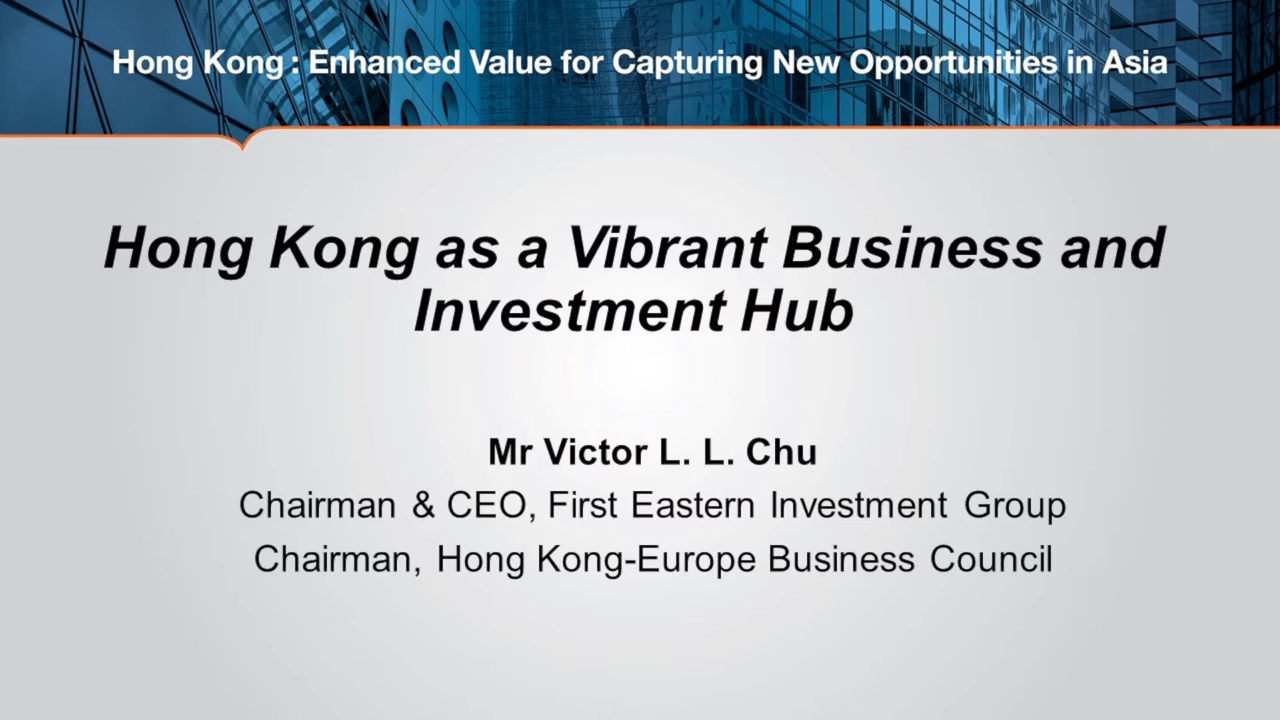 Hong Kong : Enhanced Value for Capturing New Opportunities in Asia
Hong Kong as a Vibrant Business and
Investment Hub
Mr Victor L. L. Chu
Chairman & CEO, First Eastern Investment Group
Chairman, Hong Kong-Europe Business Council